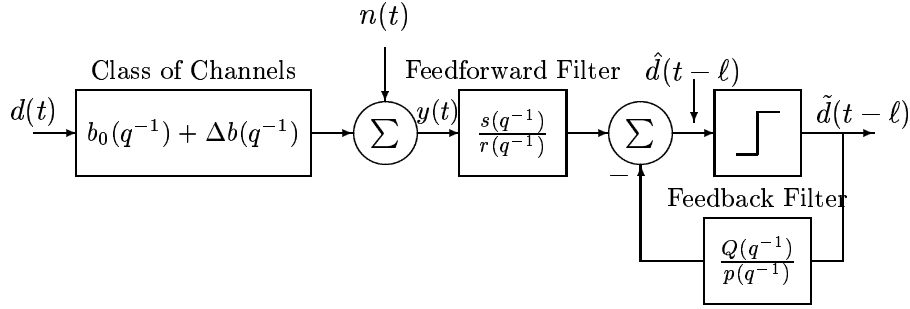 n(t)
Class of Channels
Feedforward Filter
d̂(t − ℓ)
d(t)
b₀(q⁻¹) + Δb(q⁻¹)
∑
y(t)
s(q⁻¹)
r(q⁻¹)
∑
−
d̃(t − ℓ)
Feedback Filter
Q(q⁻¹)
p(q⁻¹)